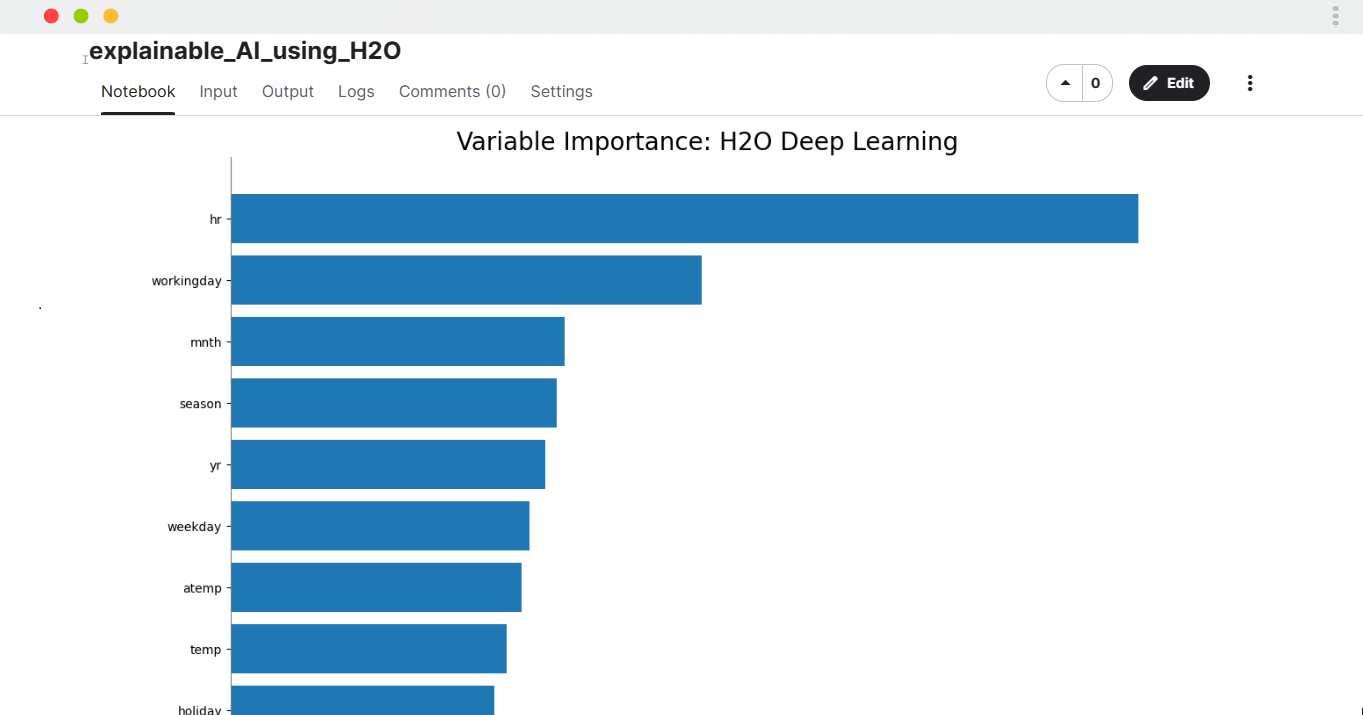 explainable_AI_using_H2O
Notebook Input Output Logs Comments (0) Settings
0 Edit
Variable Importance: H2O Deep Learning
hr
workingday
mnth
season
yr
weekday
atemp
temp
holiday